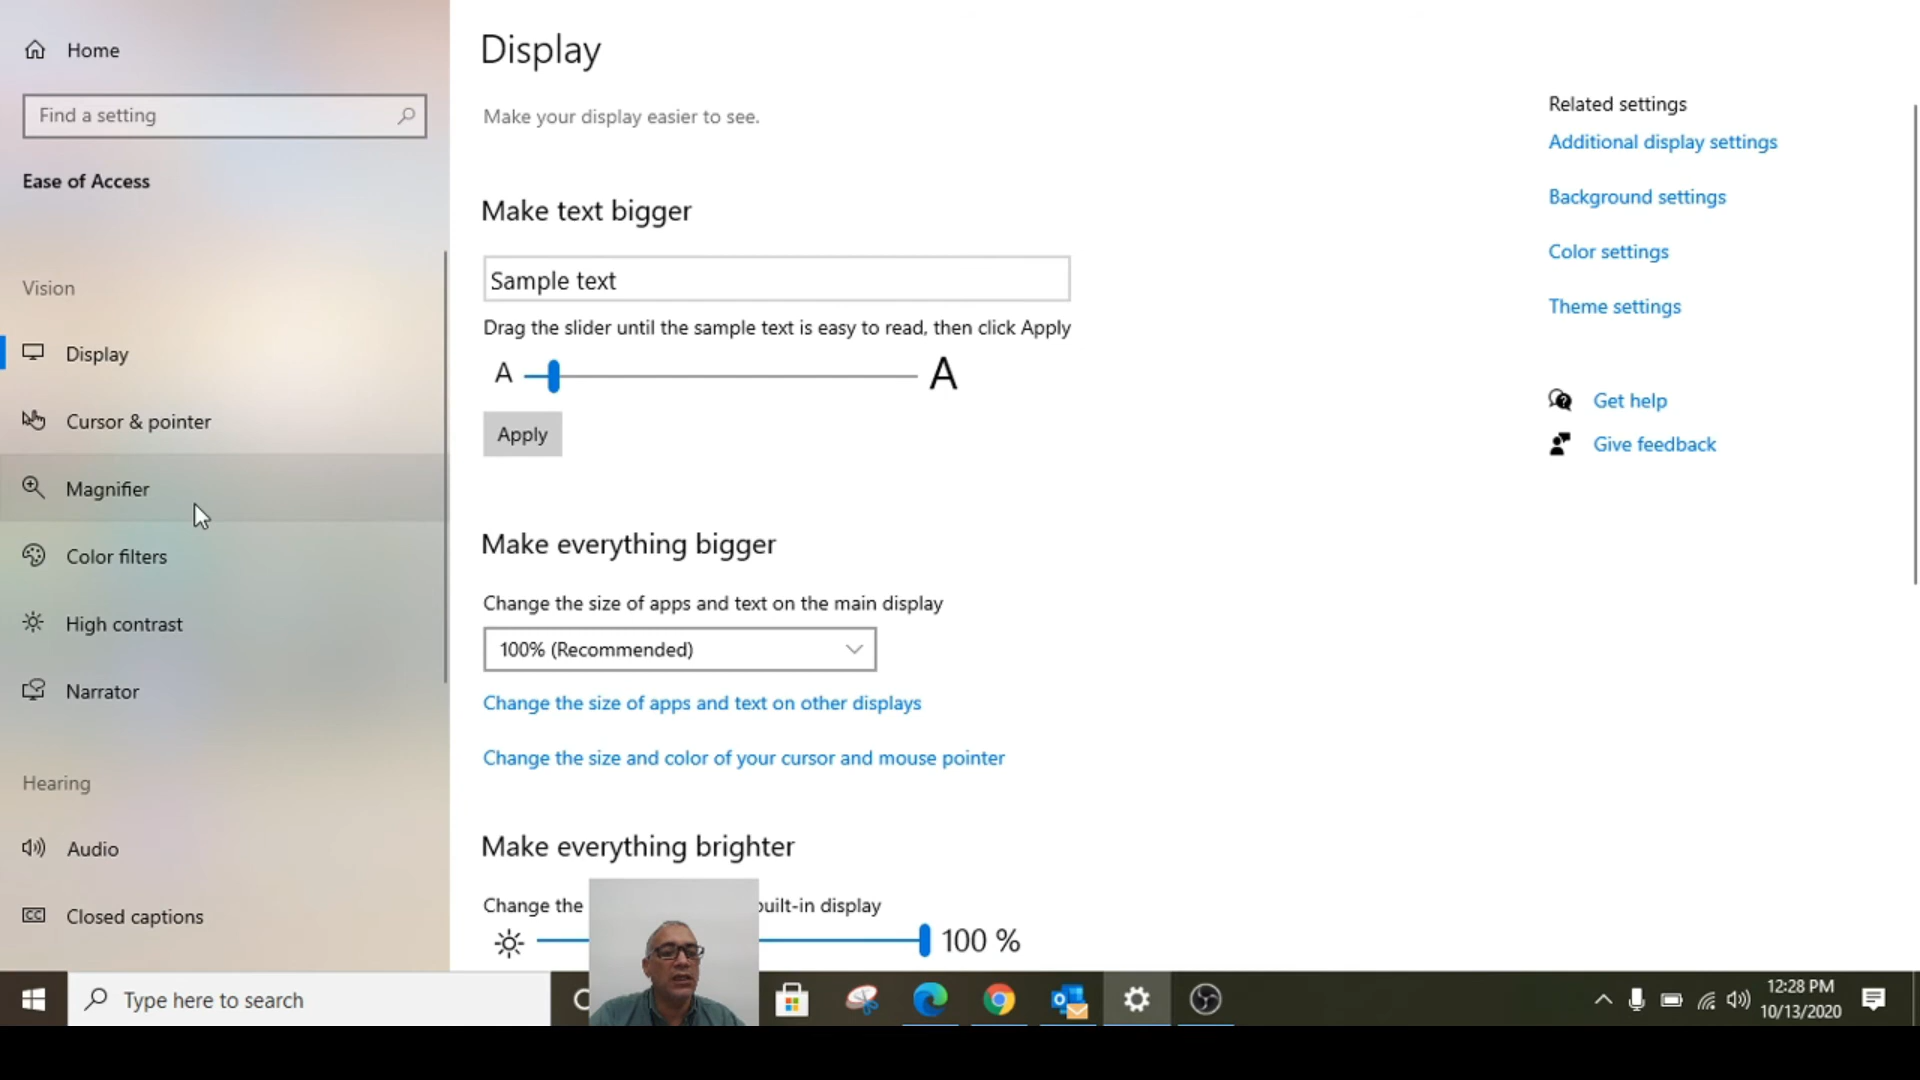 Home
Find a setting
Ease of Access
Vision
Display
Cursor & pointer
Magnifier
Color filters
High contrast
Narrator
Hearing
Audio
Closed captions
Display
Make your display easier to see.
Make text bigger
Sample text
Drag the slider until the sample text is easy to read, then click Apply
A A
Apply
Make everything bigger
Change the size of apps and text on the main display
100% (Recommended)
Change the size of apps and text on other displays
Change the size and color of your cursor and mouse pointer
Make everything brighter
Change the built-in display
100 %
Related settings
Additional display settings
Background settings
Color settings
Theme settings
Get help
Give feedback
Type here to search
12:28 PM
10/13/2020